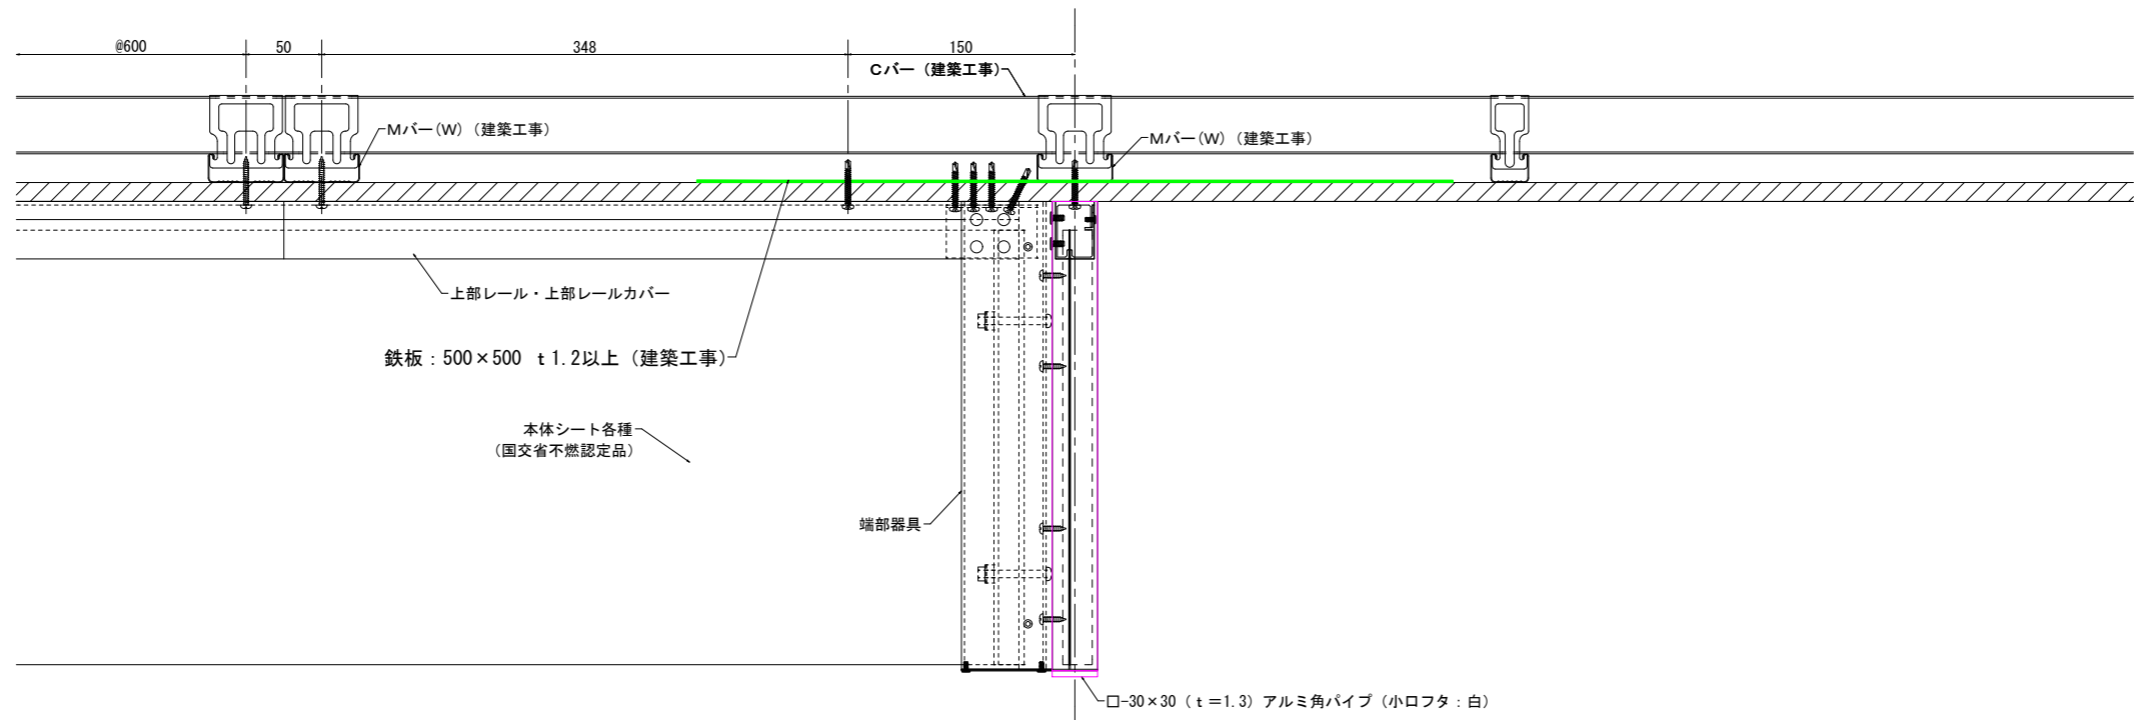 @600
50
348
150
Cバー (建築工事)
Mバー(W) (建築工事)
Mバー(W) (建築工事)
上部レール・上部レールカバー
鉄板：500×500 t1.2以上 (建築工事)
本体シート各種
(国交省不燃認定品)
端部器具
□-30×30 (t=1.3) アルミ角パイプ (小口フタ：白)